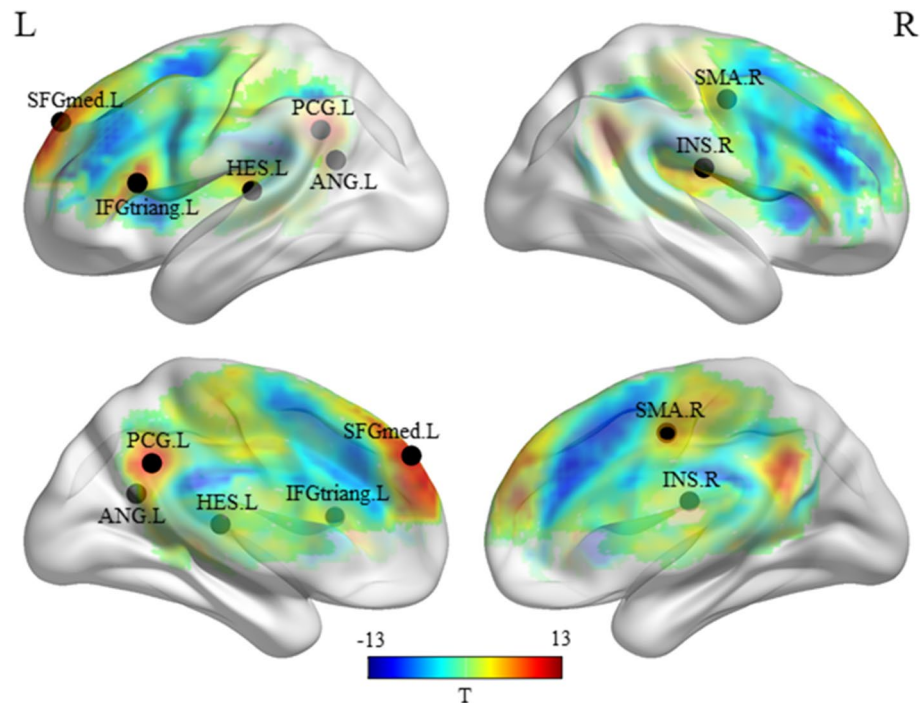 L
R
SFGmed.L
PCG.L
HES.L
ANG.L
IFGtriang.L
SMA.R
INS.R
PCG.L
SFGmed.L
ANG.L
HES.L
IFGtriang.L
SMA.R
INS.R
-13
13
T